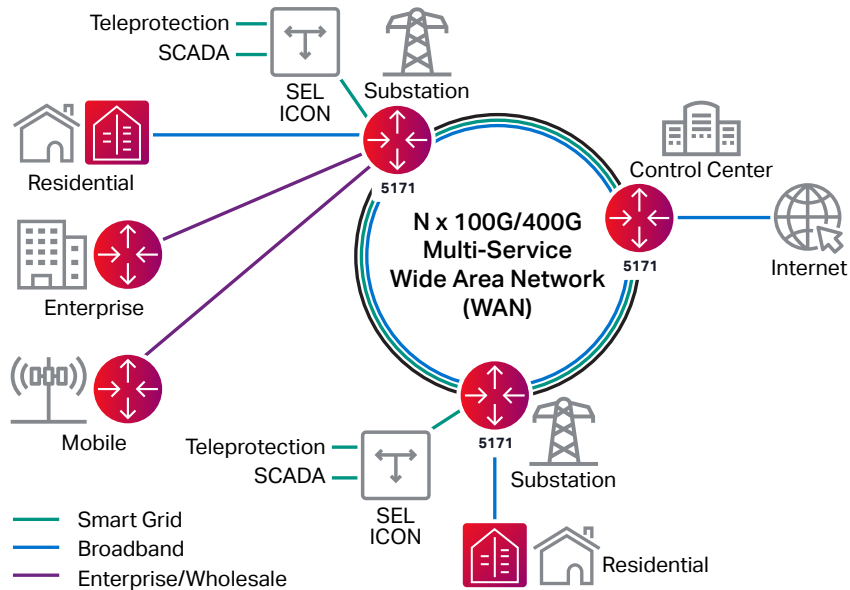 Teleprotection
SCADA
SEL
ICON
Substation
Residential
5171
Control Center
N x 100G/400G
Multi-Service
Wide Area Network
(WAN)
5171
Internet
Enterprise
Mobile
5171
Teleprotection
SCADA
SEL
ICON
Substation
Residential
Smart Grid
Broadband
Enterprise/Wholesale